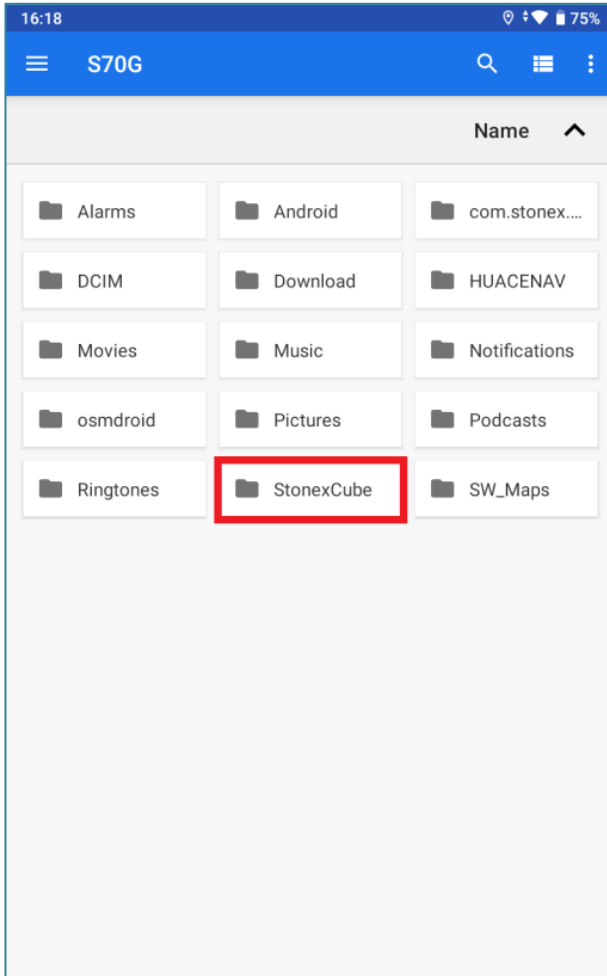 16:18 75%
S70G
Name
Alarms Android com.stonex....
DCIM Download HUACENAV
Movies Music Notifications
osmdroid Pictures Podcasts
Ringtones StonexCube SW_Maps